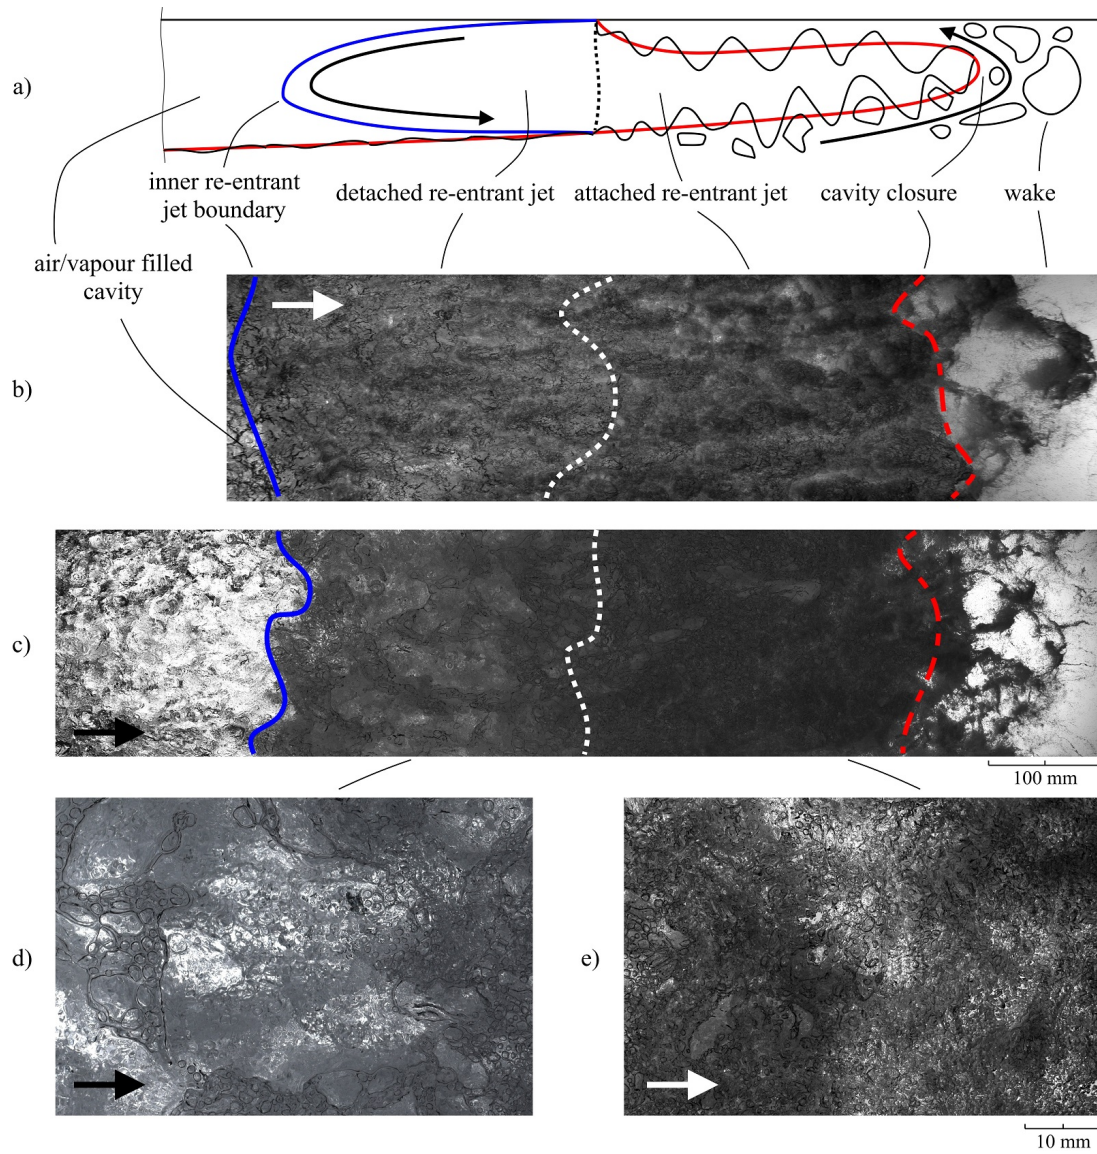 a)
inner re-entrant
jet boundary
detached re-entrant jet
attached re-entrant jet
cavity closure
wake
air/vapour filled
cavity
b)
c)
100 mm
d)
e)
10 mm